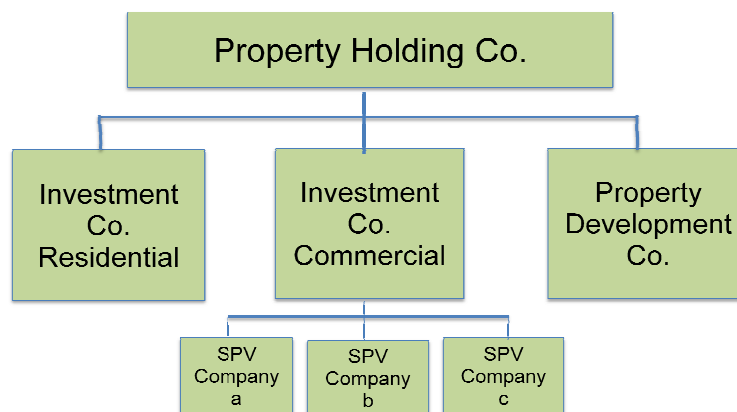 Property Holding Co.
Investment
Co.
Residential
Investment
Co.
Commercial
Property
Development
Co.
SPV
Company
a
SPV
Company
b
SPV
Company
c